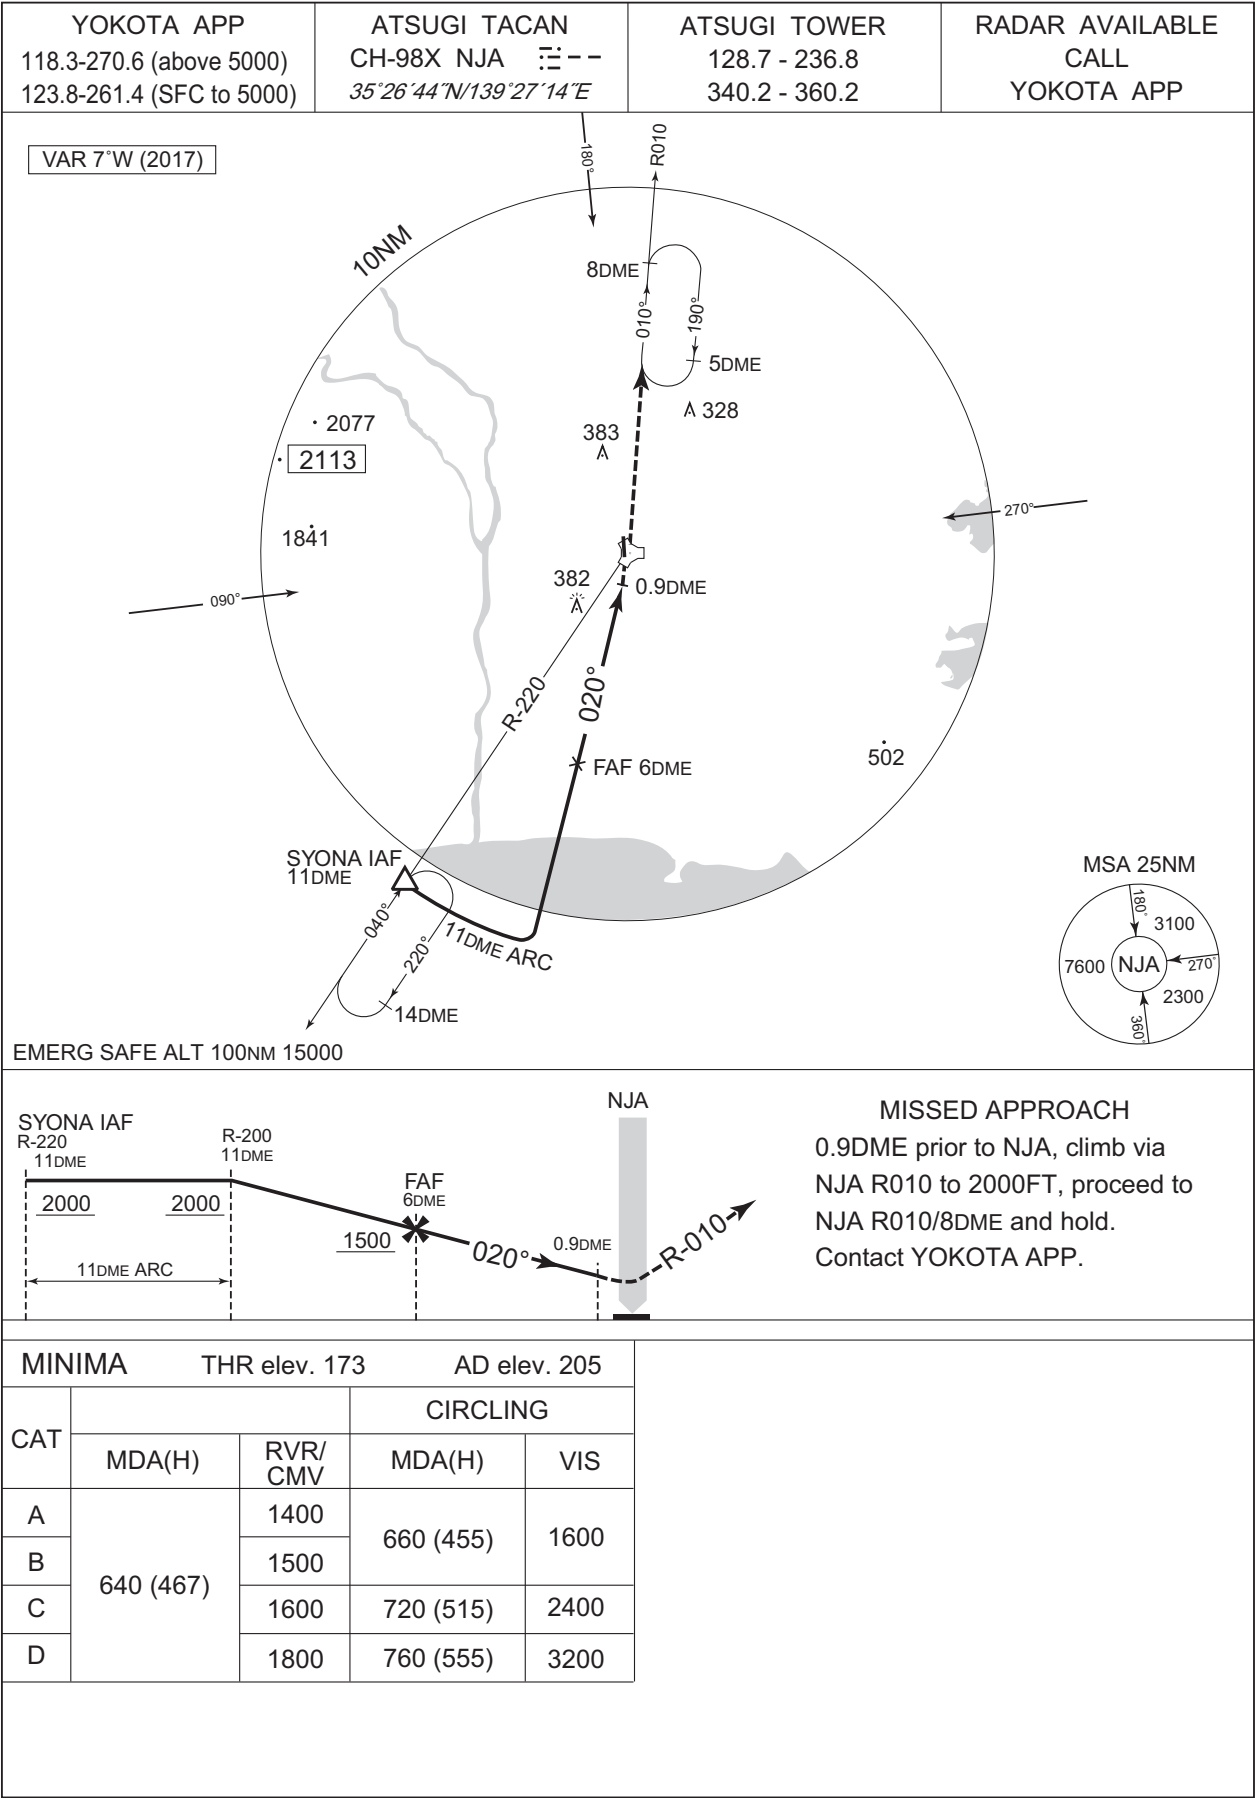 YOKOTA APP
118.3-270.6 (above 5000)
123.8-261.4 (SFC to 5000)
ATSUGI TACAN
CH-98X NJA
35°26´44˝N/139°27´14˝E
ATSUGI TOWER
128.7 - 236.8
340.2 - 360.2
RADAR AVAILABLE
CALL
YOKOTA APP
VAR 7°W (2017)
180°
R010
10NM
8DME
010°
190°
5DME
328
383
2077
2113
1841
270°
090°
382
0.9DME
R-220
020°
502
FAF 6DME
SYONA IAF
11DME
040°
220°
11DME ARC
14DME
MSA 25NM
180°
3100
7600
NJA
270°
2300
360°
EMERG SAFE ALT 100NM 15000
SYONA IAF
R-220
11DME
R-200
11DME
2000
2000
11DME ARC
FAF
6DME
1500
020°
0.9DME
NJA
R-010
MISSED APPROACH
0.9DME prior to NJA, climb via
NJA R010 to 2000FT, proceed to
NJA R010/8DME and hold.
Contact YOKOTA APP.
MINIMA THR elev. 173 AD elev. 205
CAT
CIRCLING
MDA(H)
RVR/
CMV
MDA(H)
VIS
A
1400
660 (455)
1600
B
640 (467)
1500
C
1600
720 (515)
2400
D
1800
760 (555)
3200